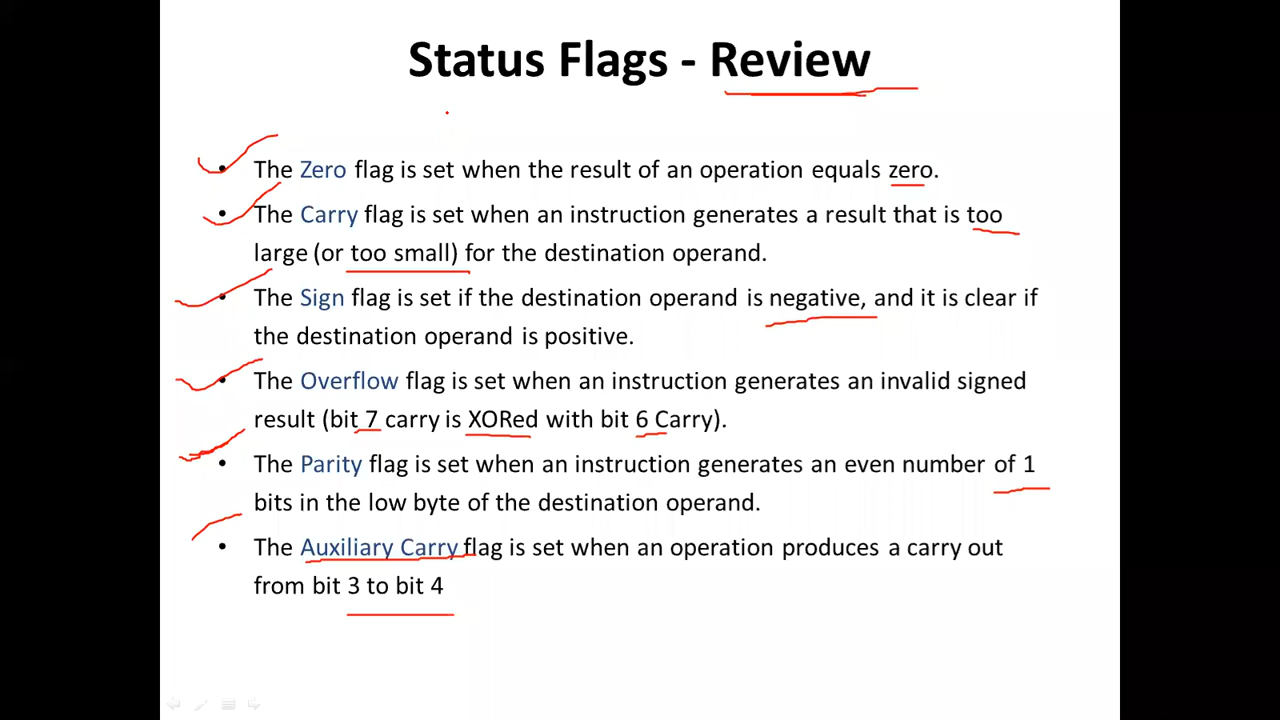 Status Flags - Review
• The Zero flag is set when the result of an operation equals zero.
• The Carry flag is set when an instruction generates a result that is too
large (or too small) for the destination operand.
• The Sign flag is set if the destination operand is negative, and it is clear if
the destination operand is positive.
• The Overflow flag is set when an instruction generates an invalid signed
result (bit 7 carry is XORed with bit 6 Carry).
• The Parity flag is set when an instruction generates an even number of 1
bits in the low byte of the destination operand.
• The Auxiliary Carry flag is set when an operation produces a carry out
from bit 3 to bit 4